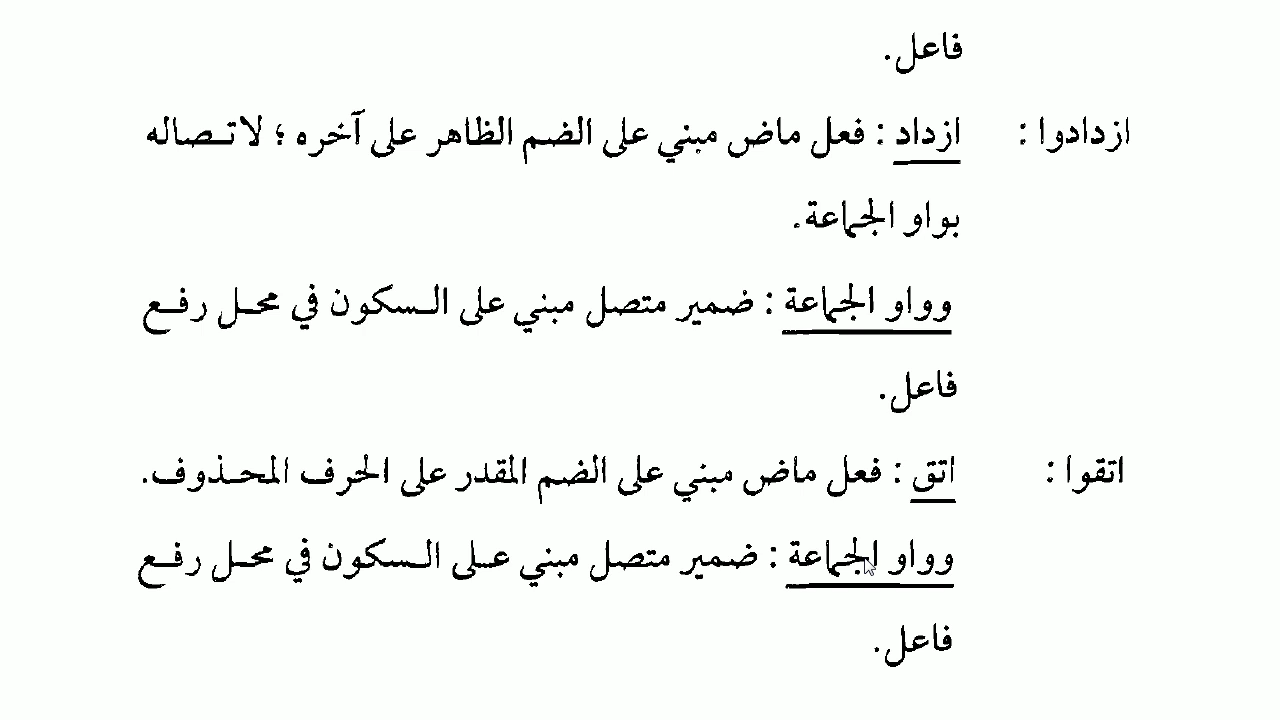 فاعل.
ازدادوا : ازداد : فعل ماض مبني على الضم الظاهر على آخره ؛ لاتصاله
بواو الجماعة.
وواو الجماعة : ضمير متصل مبني على السكون في محل رفع
فاعل.
اتقوا : اتق : فعل ماض مبني على الضم المقدر على الحرف المحذوف.
وواو الجماعة : ضمير متصل مبني على السكون في محل رفع
فاعل.